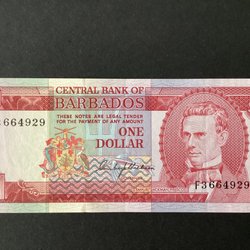 CENTRAL BANK OF
BARBADOS
THESE NOTES ARE LEGAL TENDER
FOR THE PAYMENT OF ANY AMOUNT
3664929
ONE
DOLLAR
F3664929